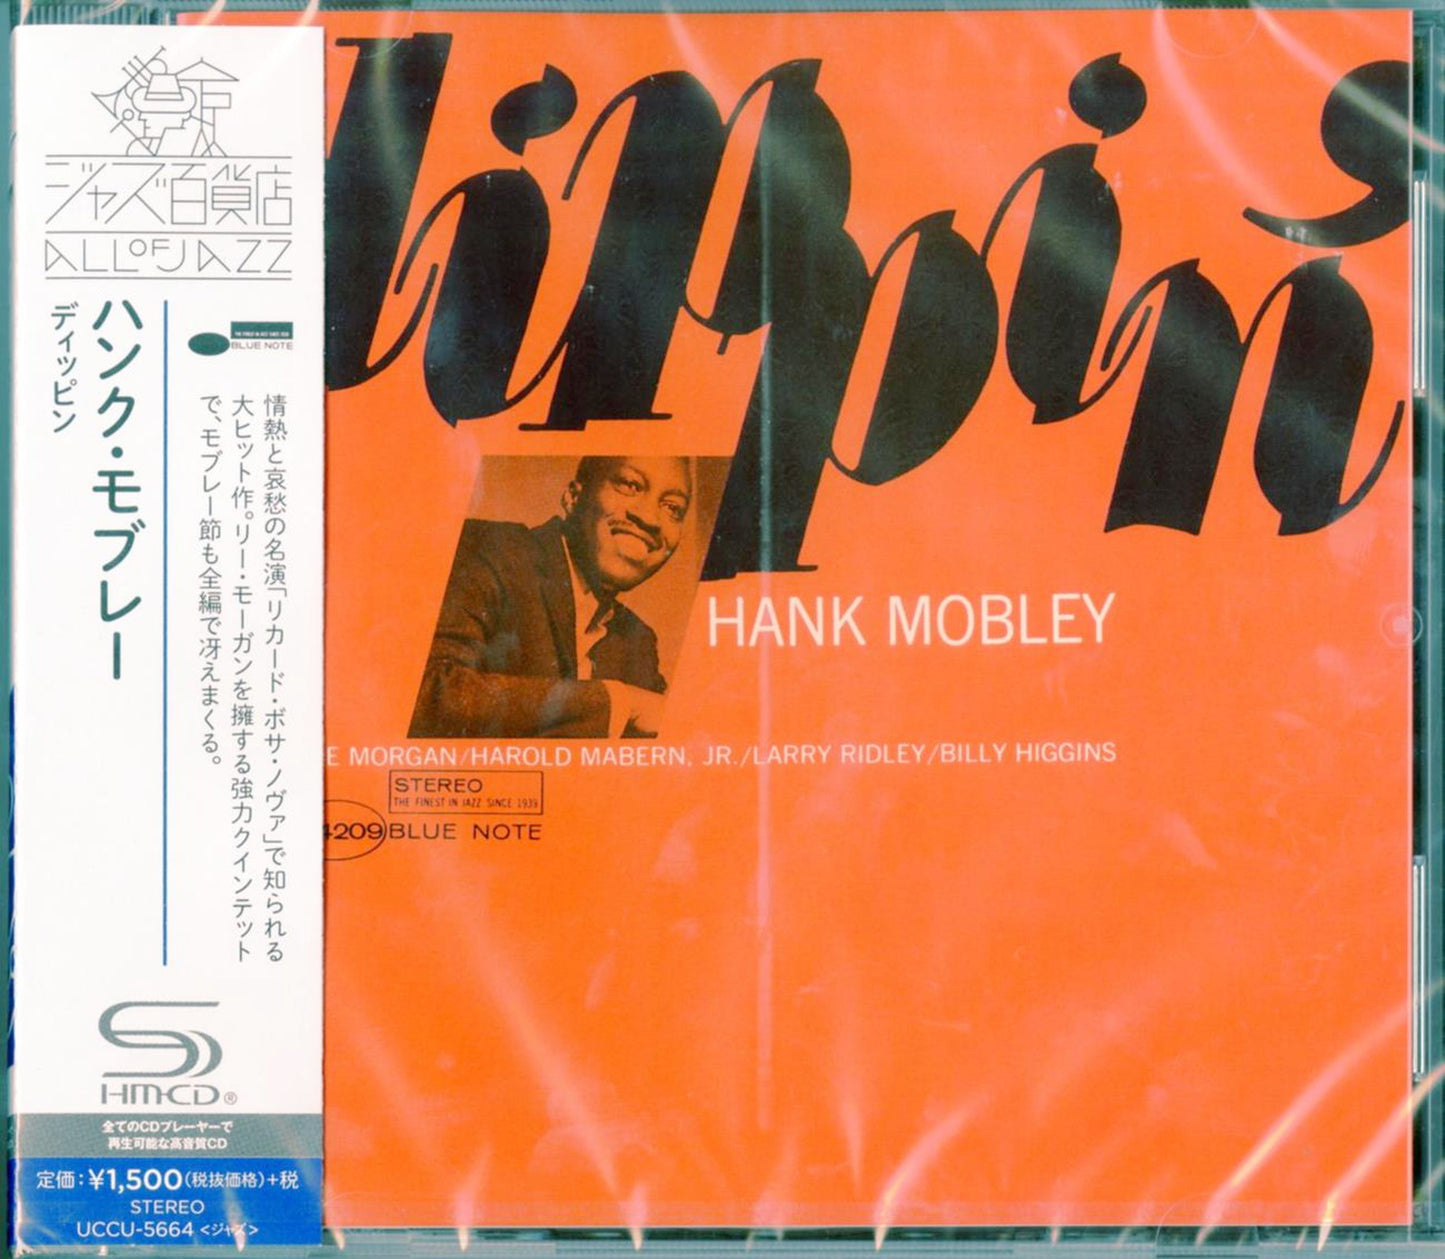 ジャズ百貨店
ALL OF JAZZ
ハンク・モブレー
ディッピン
THE FINEST IN JAZZ SINCE 1939
BLUE NOTE
情熱と哀愁の名演「リカード・ボサ・ノヴァ」で知られる
大ヒット作。リー・モーガンを擁する強力クインテット
で、モブレー節も全編で冴えまくる。
SHM-CD®
全てのCDプレーヤーで
再生可能な高音質CD
定価:¥1,500(税抜価格)+税
STEREO
UCCU-5664 <ジャズ>
dippin'
HANK MOBLEY
E MORGAN/HAROLD MABERN, JR./LARRY RIDLEY/BILLY HIGGINS
STEREO
THE FINEST IN JAZZ SINCE 1939
4209 BLUE NOTE